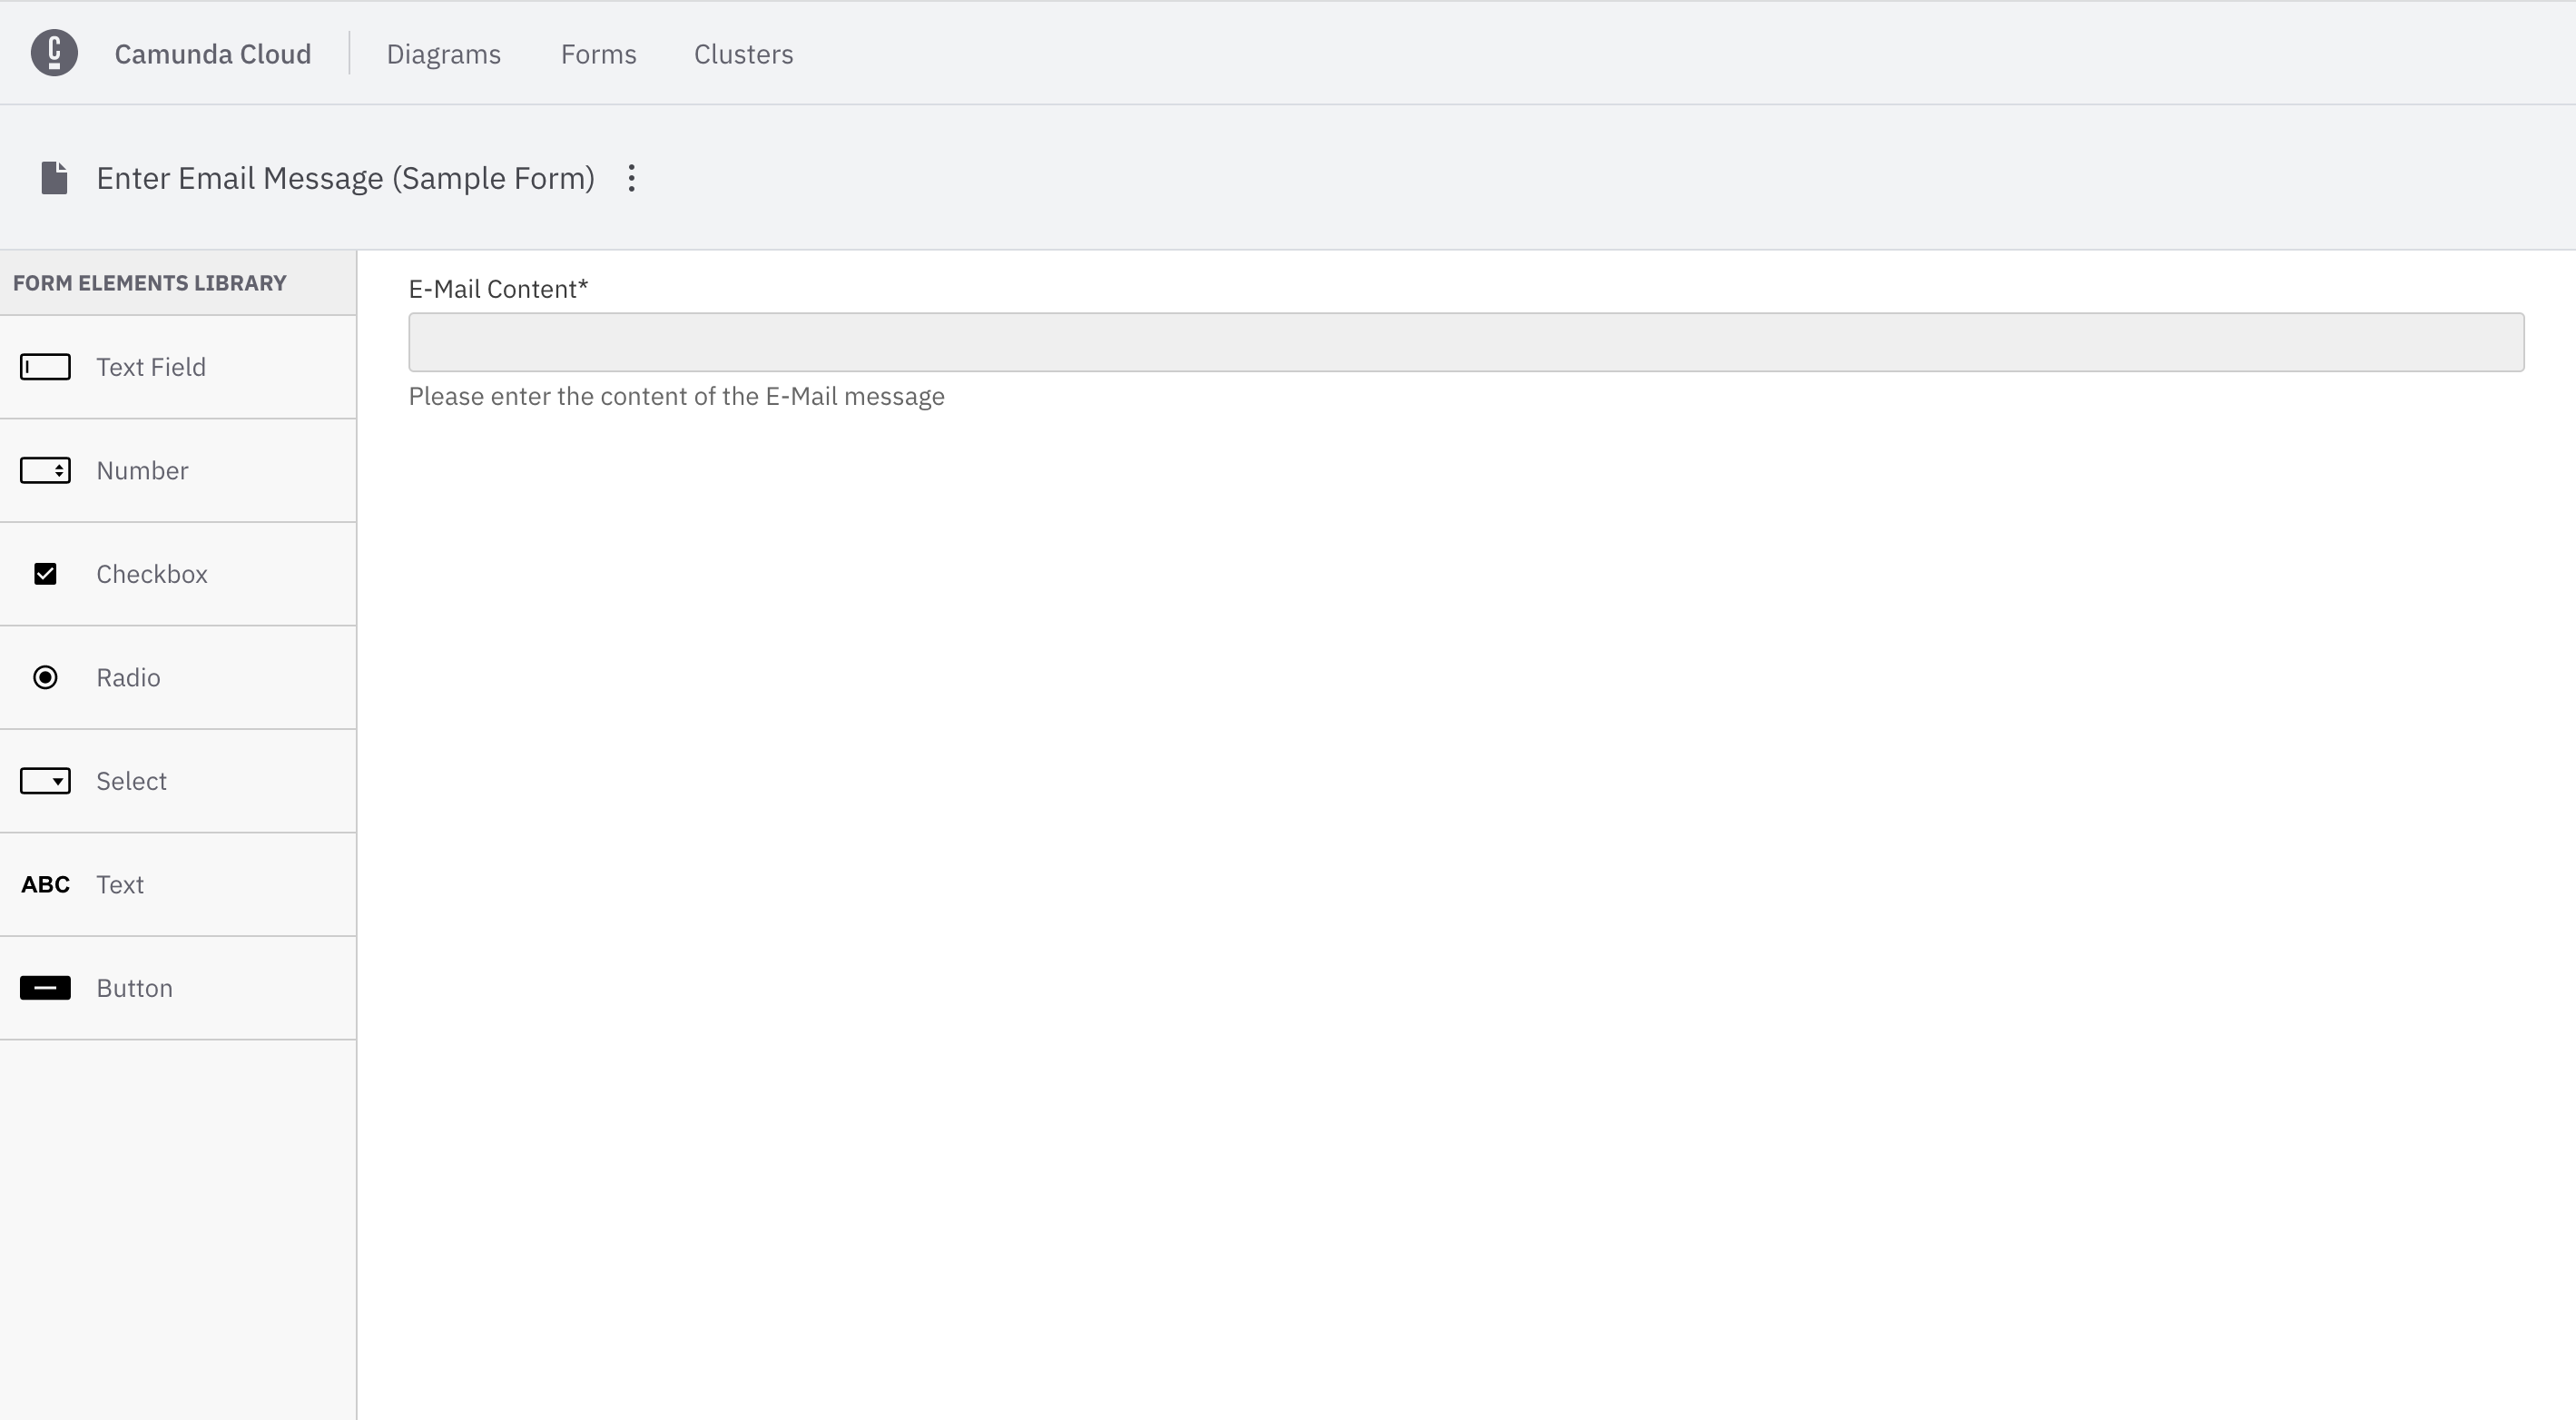 Camunda Cloud
Diagrams
Forms
Clusters
Enter Email Message (Sample Form)
FORM ELEMENTS LIBRARY
Text Field
Number
Checkbox
Radio
Select
ABC Text
Button
E-Mail Content*
Please enter the content of the E-Mail message